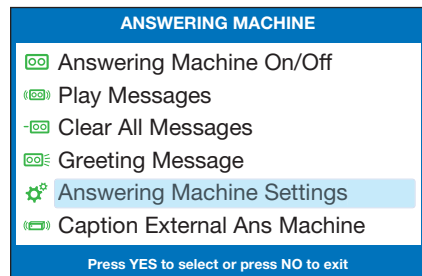 ANSWERING MACHINE
Answering Machine On/Off
Play Messages
Clear All Messages
Greeting Message
Answering Machine Settings
Caption External Ans Machine
Press YES to select or press NO to exit